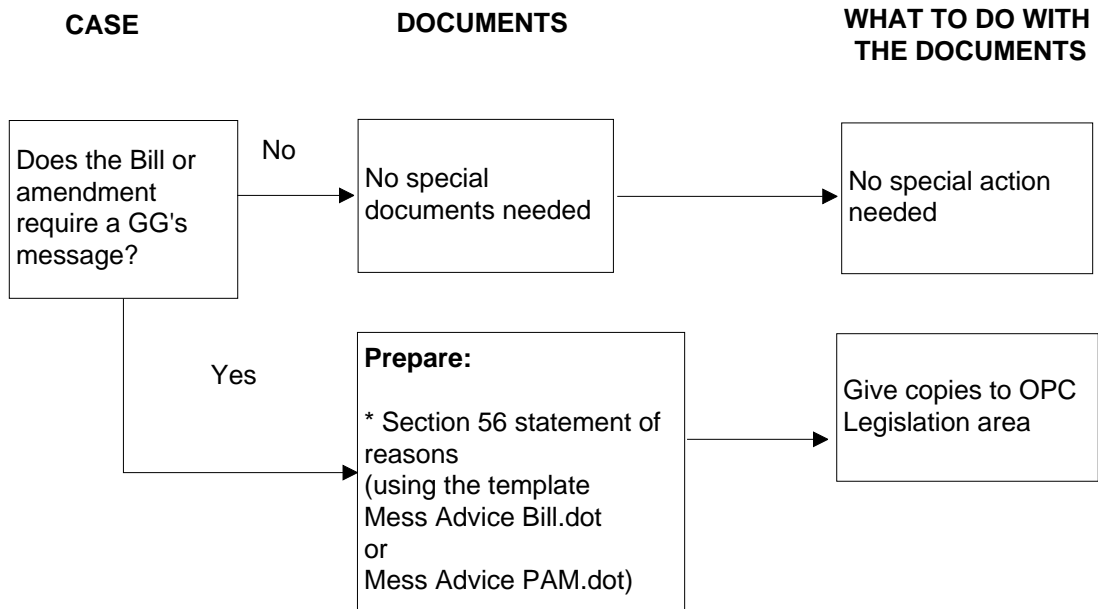 CASE
DOCUMENTS
WHAT TO DO WITH
THE DOCUMENTS
Does the Bill or
amendment
require a GG's
message?
No
No special
documents needed
No special action
needed
Yes
Prepare:
* Section 56 statement of
reasons
(using the template
Mess Advice Bill.dot
or
Mess Advice PAM.dot)
Give copies to OPC
Legislation area